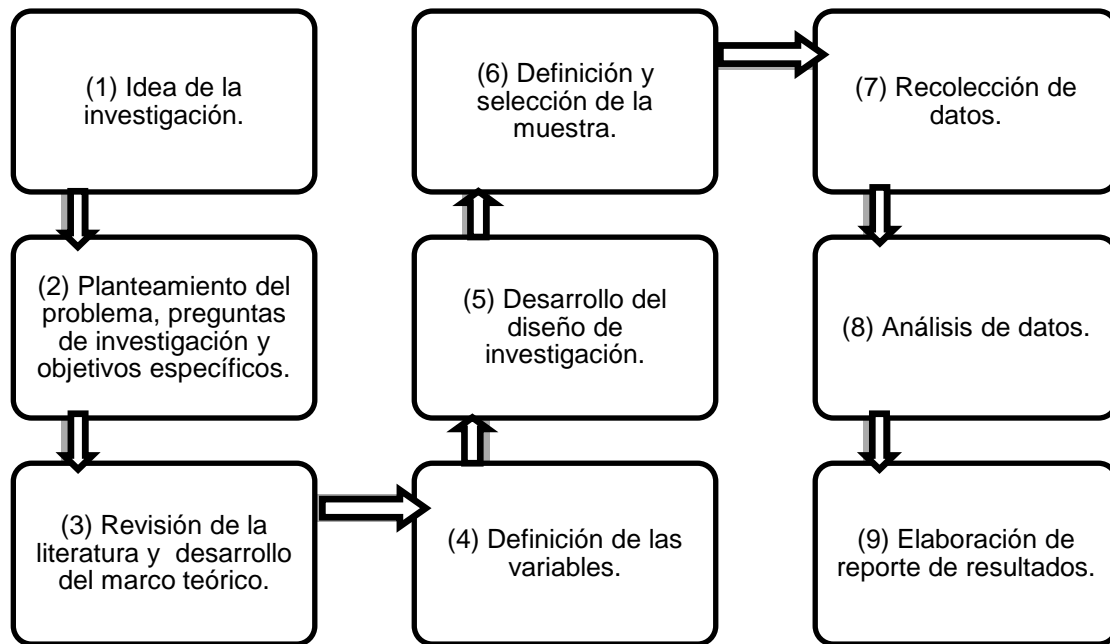 (1) Idea de la
investigación.
(2) Planteamiento del
problema, preguntas
de investigación y
objetivos específicos.
(3) Revisión de la
literatura y  desarrollo
del marco teórico.
(4) Definición de las
variables.
(5) Desarrollo del
diseño de
investigación.
(6) Definición y
selección de la
muestra.
(7) Recolección de
datos.
(8) Análisis de datos.
(9) Elaboración de
reporte de resultados.